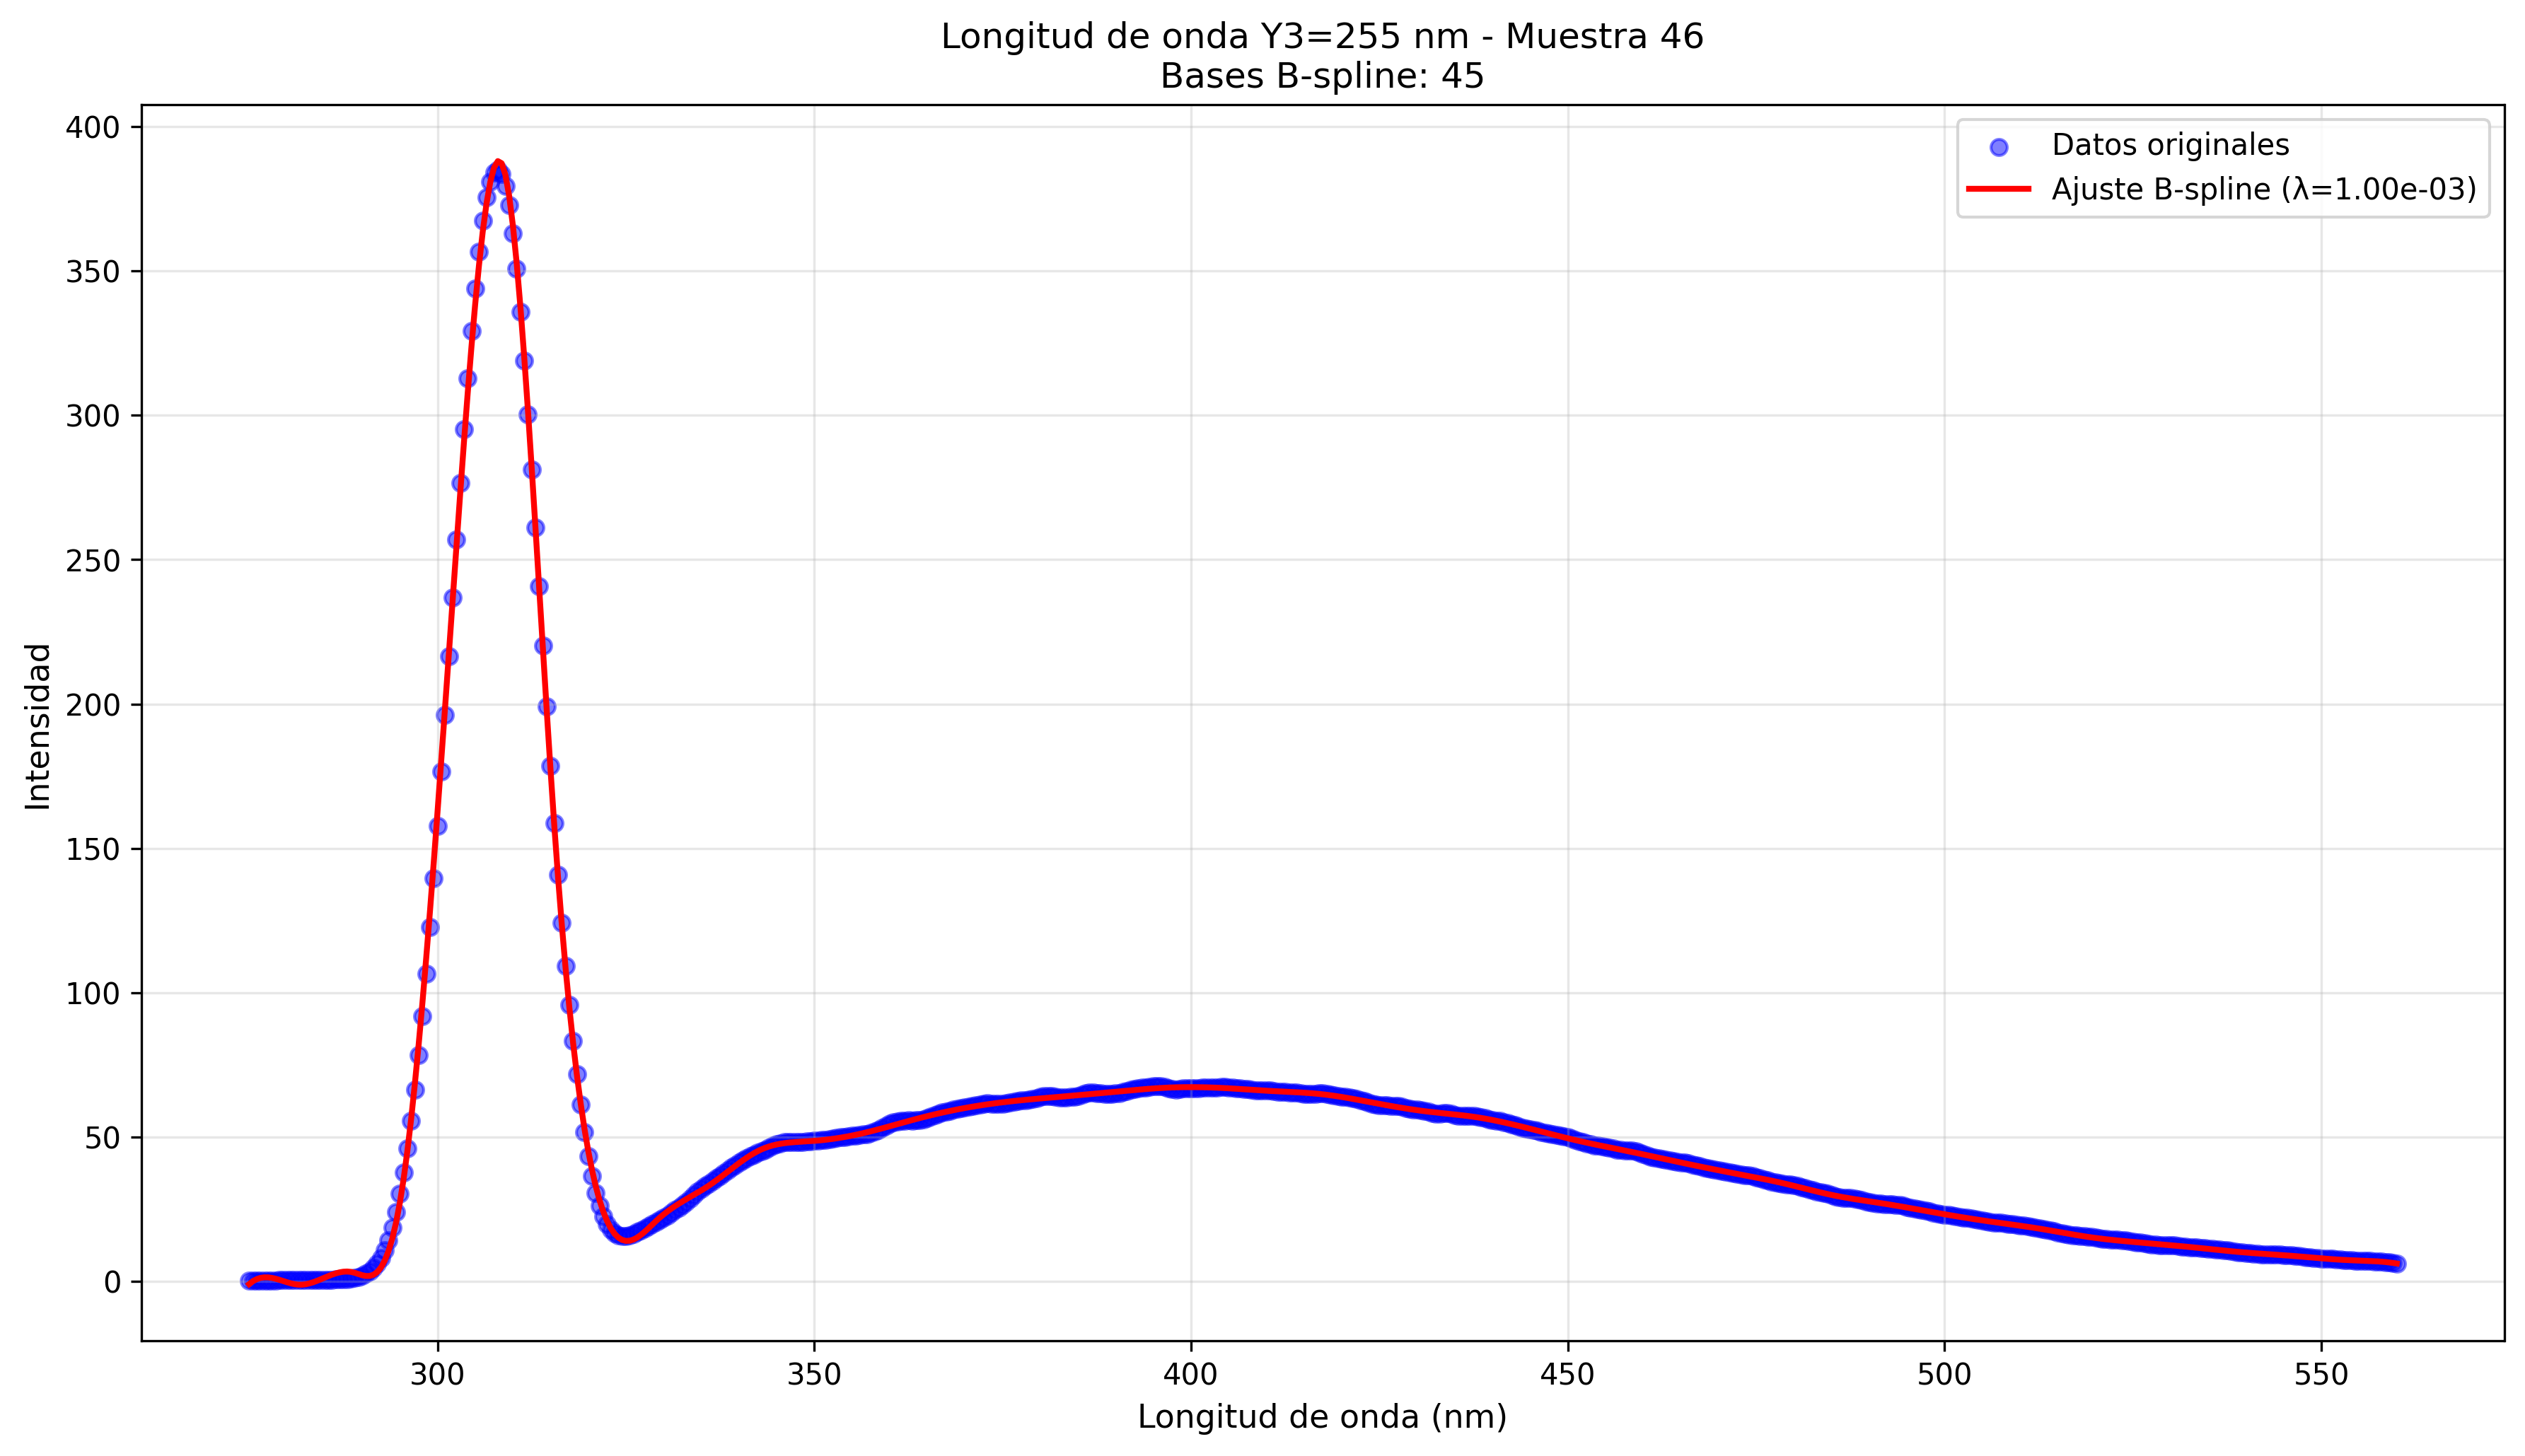 Longitud de onda Y3=255 nm - Muestra 46
Bases B-spline: 45
Datos originales
Ajuste B-spline (λ=1.00e-03)
Intensidad
400
350
300
250
200
150
100
50
0
300 350 400 450 500 550
Longitud de onda (nm)